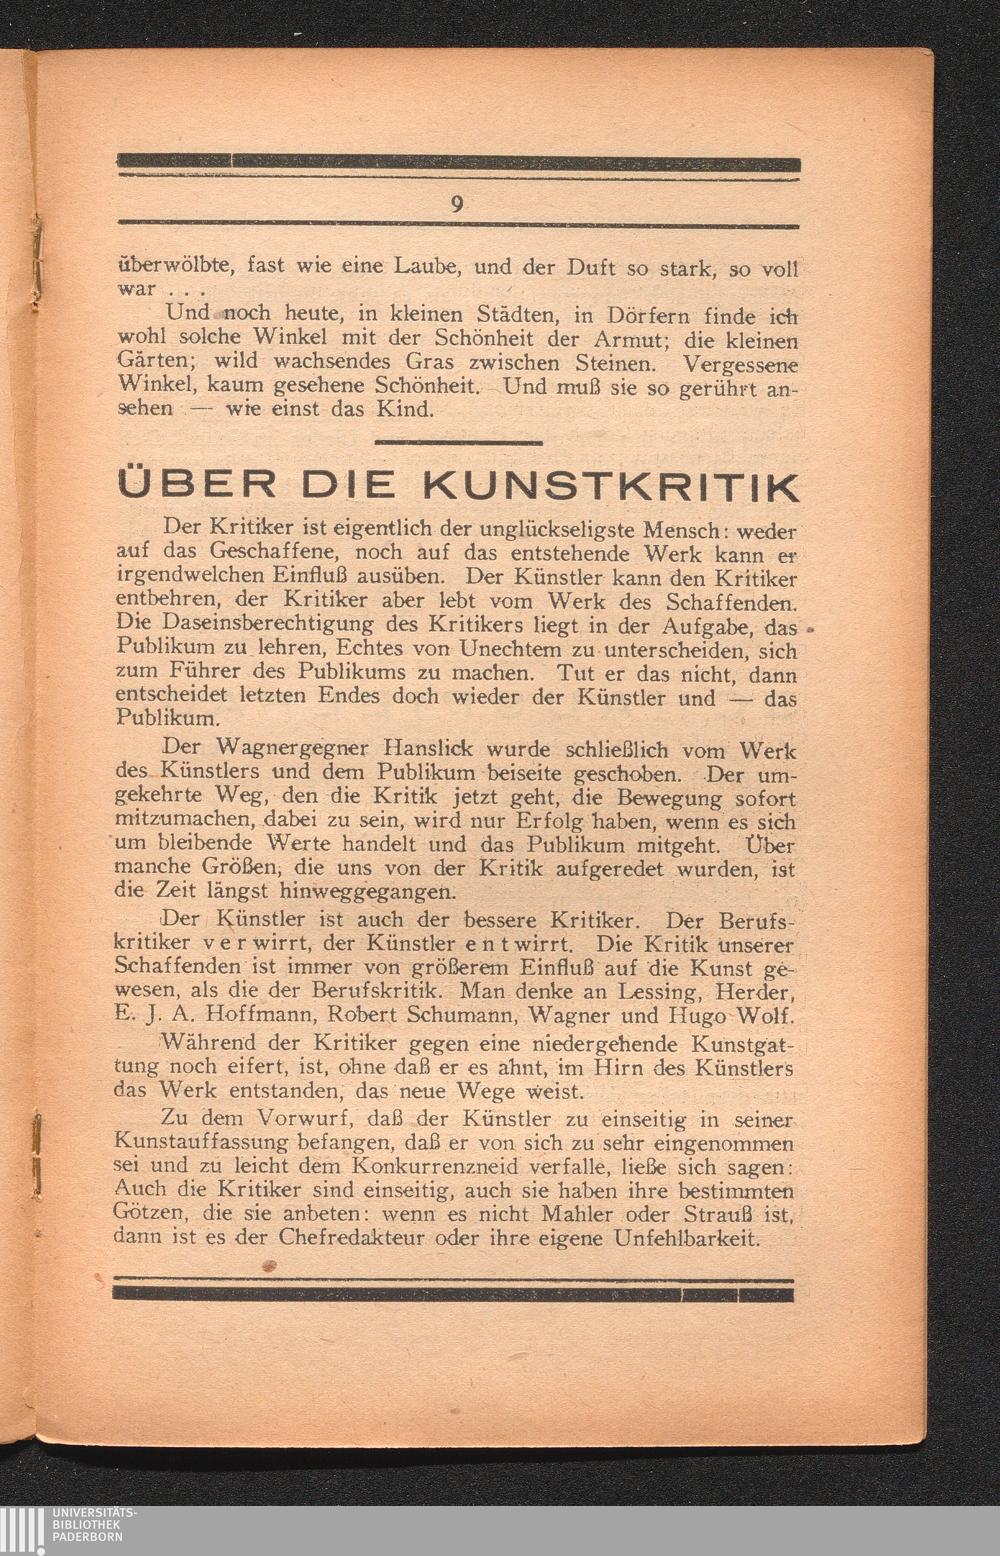 9
überwölbte, fast wie eine Laube, und der Duft so stark, so voll
war . . .
Und noch heute, in kleinen Städten, in Dörfern finde ich
wohl solche Winkel mit der Schönheit der Armut; die kleinen
Gärten; wild wachsendes Gras zwischen Steinen. Vergessene
Winkel, kaum gesehene Schönheit. Und muß sie so gerührt an-
sehen — wie einst das Kind.
ÜBER DIE KUNSTKRITIK
Der Kritiker ist eigentlich der unglückseligste Mensch: weder
auf das Geschaffene, noch auf das entstehende Werk kann er
irgendwelchen Einfluß ausüben. Der Künstler kann den Kritiker
entbehren, der Kritiker aber lebt vom Werk des Schaffenden.
Die Daseinsberechtigung des Kritikers liegt in der Aufgabe, das
Publikum zu lehren, Echtes von Unechtem zu unterscheiden, sich
zum Führer des Publikums zu machen. Tut er das nicht, dann
entscheidet letzten Endes doch wieder der Künstler und — das
Publikum.
Der Wagnergegner Hanslick wurde schließlich vom Werk
des Künstlers und dem Publikum beiseite geschoben. Der um-
gekehrte Weg, den die Kritik jetzt geht, die Bewegung sofort
mitzumachen, dabei zu sein, wird nur Erfolg haben, wenn es sich
um bleibende Werte handelt und das Publikum mitgeht. Über
manche Größen, die uns von der Kritik aufgeredet wurden, ist
die Zeit längst hinweggegangen.
Der Künstler ist auch der bessere Kritiker. Der Berufs-
kritiker v e r wirrt, der Künstler e n t wirrt. Die Kritik unserer
Schaffenden ist immer von größerem Einfluß auf die Kunst ge-
wesen, als die der Berufskritik. Man denke an Lessing, Herder,
E. J. A. Hoffmann, Robert Schumann, Wagner und Hugo Wolf.
Während der Kritiker gegen eine niedergehende Kunstgat-
tung noch eifert, ist, ohne daß er es ahnt, im Hirn des Künstlers
das Werk entstanden, das neue Wege weist.
Zu dem Vorwurf, daß der Künstler zu einseitig in seiner
Kunstauffassung befangen, daß er von sich zu sehr eingenommen
sei und zu leicht dem Konkurrenzneid verfalle, ließe sich sagen:
Auch die Kritiker sind einseitig, auch sie haben ihre bestimmten
Götzen, die sie anbeten: wenn es nicht Mahler oder Strauß ist,
dann ist es der Chefredakteur oder ihre eigene Unfehlbarkeit.
UNIVERSITÄTS-
BIBLIOTHEK
PADERBORN